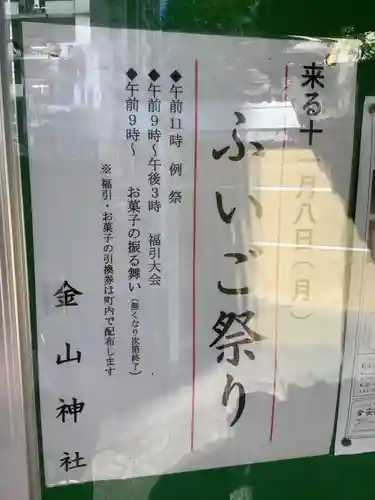 来る十一月八日（月）
ふいご祭り
◆午前11時 例祭
◆午前9時～午後3時 福引大会
◆午前9時～ お菓子の振る舞い（無くなり次第終了）
※ 福引・お菓子の引換券は町内で配布します
金山神社